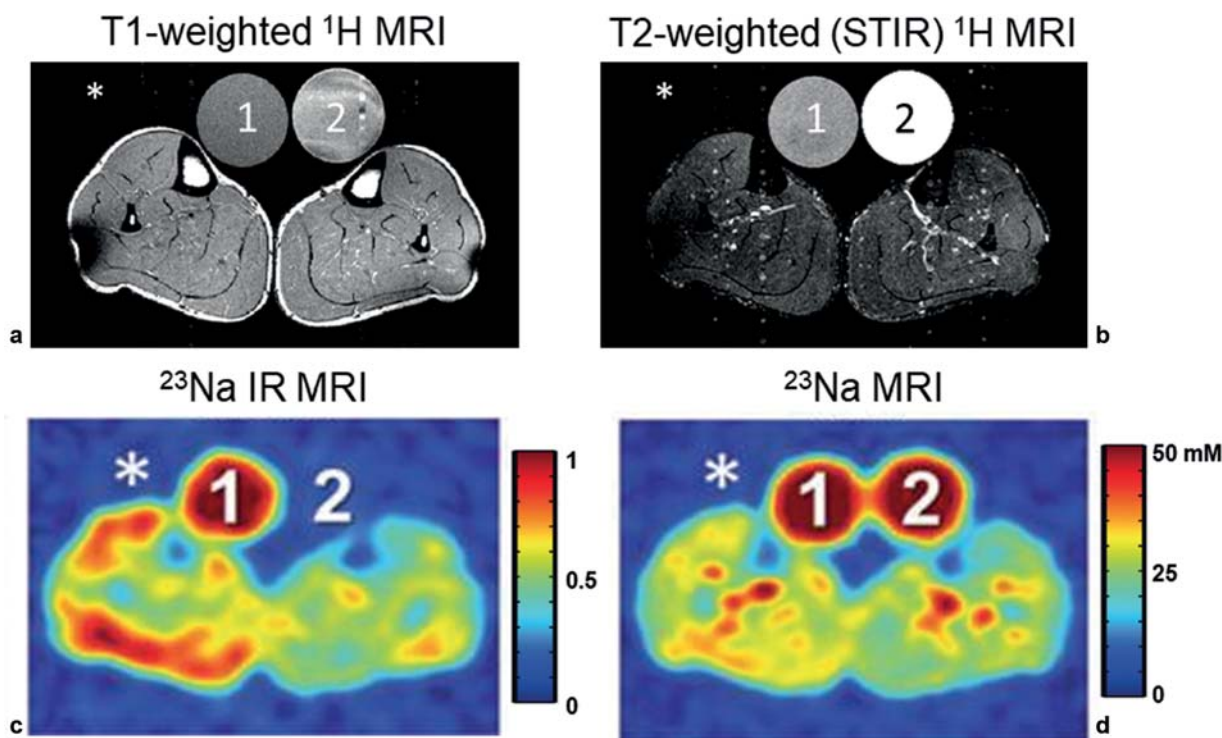 T1-weighted ¹H MRI
T2-weighted (STIR) ¹H MRI
*
1
2
a
*
1
2
b
²³Na IR MRI
²³Na MRI
*
1
2
1
0.5
0
c
*
1
2
50 mM
25
0
d